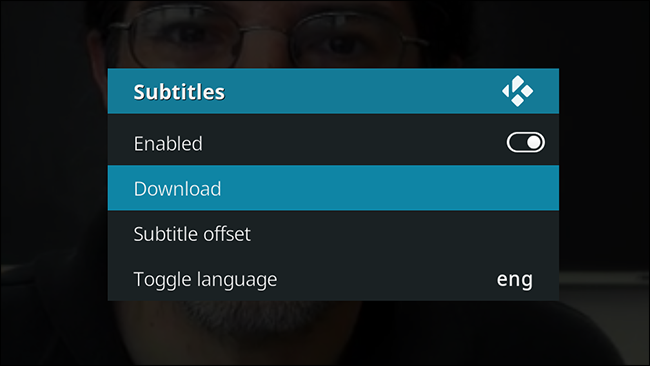 Subtitles
Enabled
Download
Subtitle offset
Toggle language eng